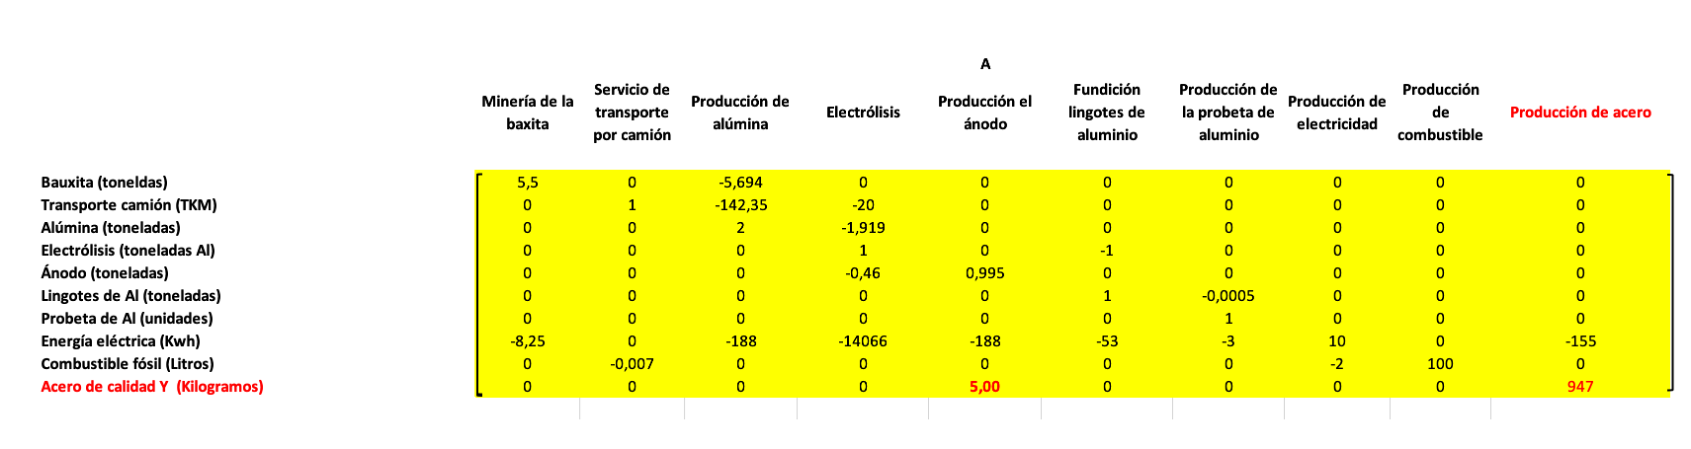 A
Minería de la baxita Servicio de transporte por camión Producción de alúmina Electrólisis Producción el ánodo Fundición lingotes de aluminio Producción de la probeta de aluminio Producción de electricidad Producción de combustible Producción de acero
Bauxita (toneldas) 5,5 0 -5,694 0 0 0 0 0 0 0
Transporte camión (TKM) 0 1 -142,35 -20 0 0 0 0 0 0
Alúmina (toneladas) 0 0 2 -1,919 0 0 0 0 0 0
Electrólisis (toneladas Al) 0 0 0 1 0 -1 0 0 0 0
Ánodo (toneladas) 0 0 0 -0,46 0,995 0 0 0 0 0
Lingotes de Al (toneladas) 0 0 0 0 0 1 -0,0005 0 0 0
Probeta de Al (unidades) 0 0 0 0 0 0 1 0 0 0
Energía eléctrica (Kwh) -8,25 0 -188 -14066 -188 -53 -3 10 0 -155
Combustible fósil (Litros) 0 -0,007 0 0 0 0 0 -2 100 0
Acero de calidad Y (Kilogramos) 0 0 0 0 5,00 0 0 0 0 947